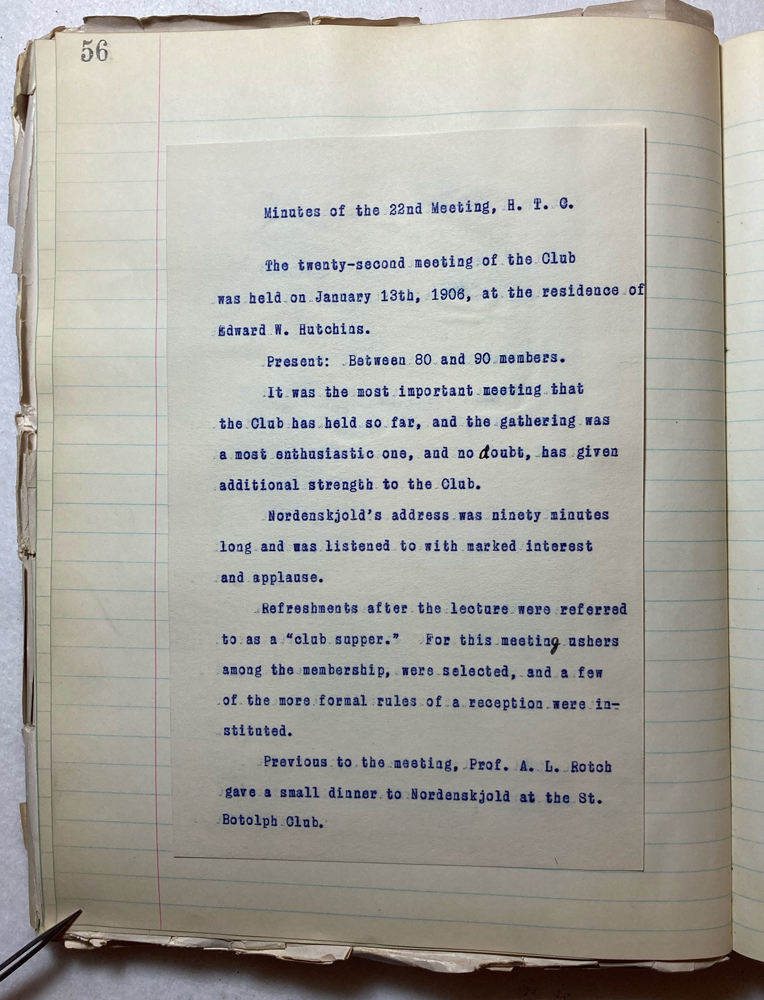 56
Minutes of the 22nd Meeting, H. T. C.
The twenty-second meeting of the Club
was held on January 13th, 1906, at the residence of
Edward W. Hutchins.
Present: Between 80 and 90 members.
It was the most important meeting that
the Club has held so far, and the gathering was
a most enthusiastic one, and no doubt, has given
additional strength to the Club.
Nordenskjold's address was ninety minutes
long and was listened to with marked interest
and applause.
Refreshments after the lecture were referred
to as a "club supper." For this meeting ushers
among the membership, were selected, and a few
of the more formal rules of a reception were in-
stituted.
Previous to the meeting, Prof. A. L. Rotch
gave a small dinner to Nordenskjold at the St.
Botolph Club.